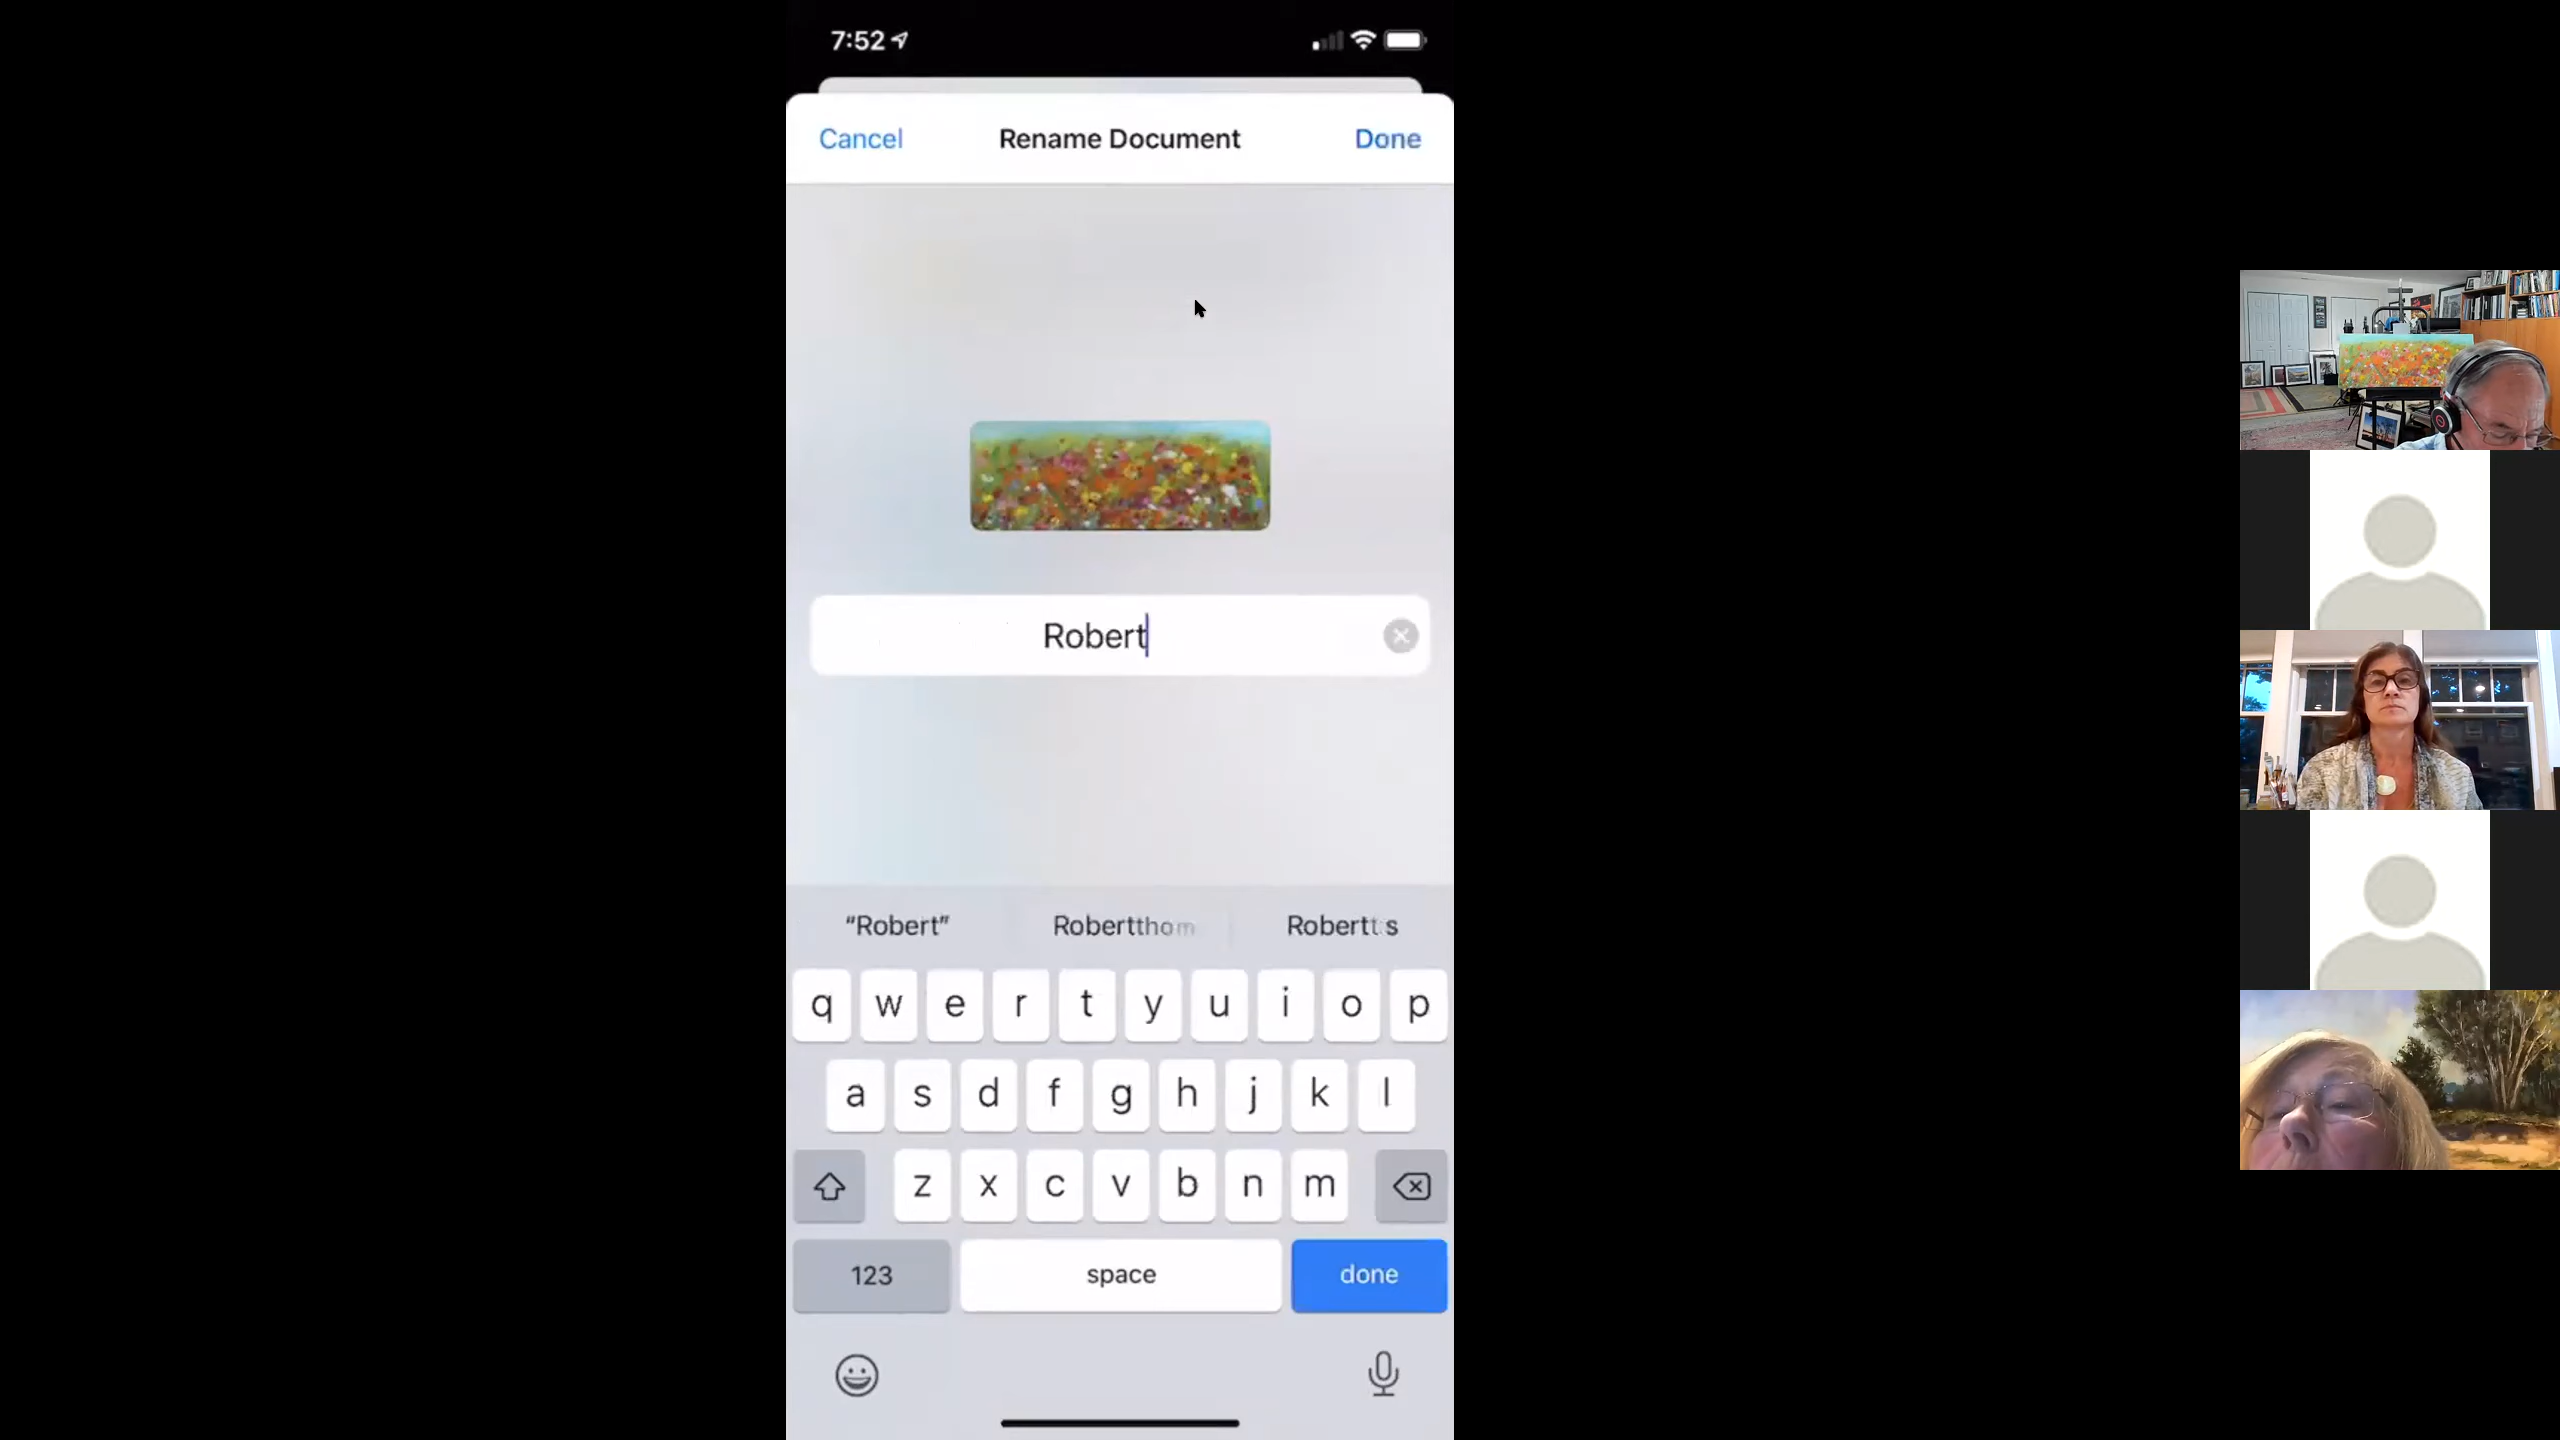 7:52
Cancel Rename Document Done
Robert
"Robert"
q w e r t y u i o p
a s d f g h j k l
z x c v b n m
123 space done